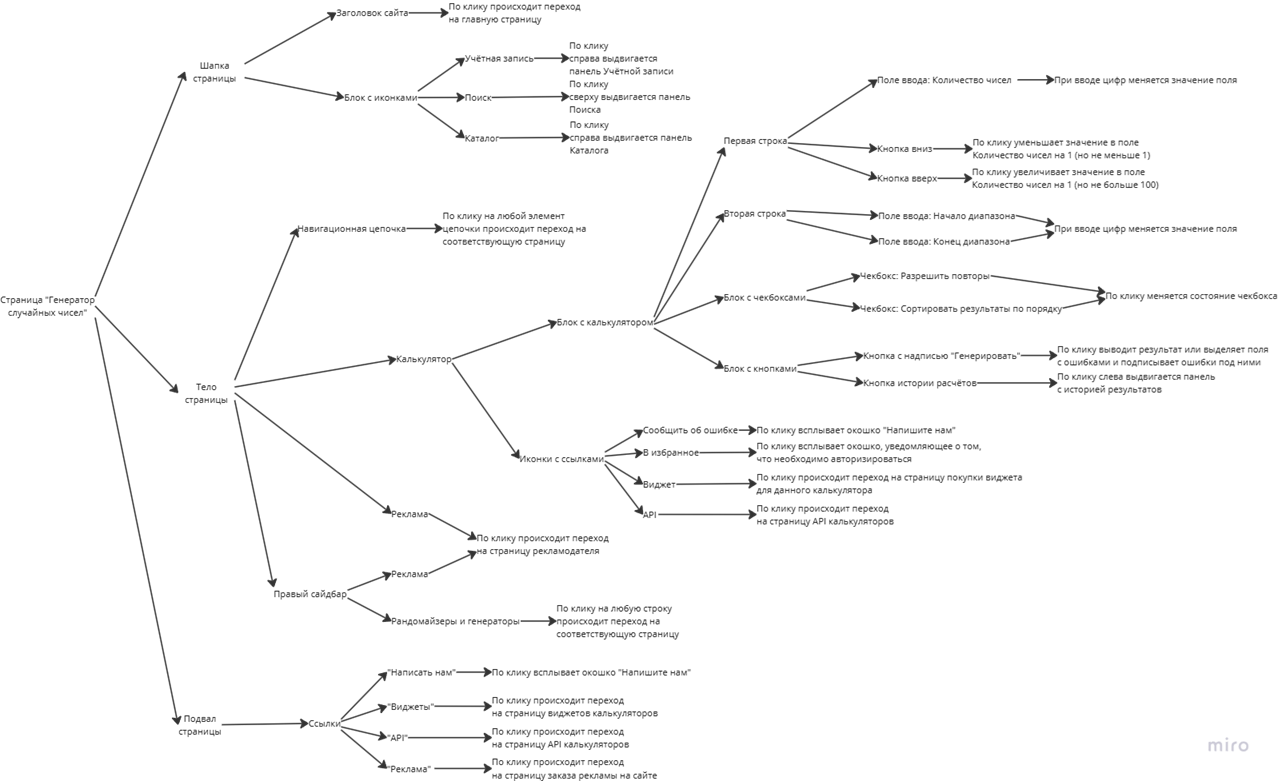 Страница "Генератор
случайных чисел"
Шапка
страницы
Заголовок сайта
По клику происходит переход
на главную страницу
Блок с иконками
Учётная запись
По клику
справа выдвигается
панель Учётной записи
Поиск
По клику
сверху выдвигается панель
Поиска
Каталог
По клику
справа выдвигается панель
Каталога
Тело
страницы
Навигационная цепочка
По клику на любой элемент
цепочки происходит переход на
соответствующую страницу
Калькулятор
Блок с калькулятором
Первая строка
Поле ввода: Количество чисел
При вводе цифр меняется значение поля
Кнопка вниз
По клику уменьшает значение в поле
Количество чисел на 1 (но не меньше 1)
Кнопка вверх
По клику увеличивает значение в поле
Количество чисел на 1 (но не больше 100)
Вторая строка
Поле ввода: Начало диапазона
Поле ввода: Конец диапазона
При вводе цифр меняется значение поля
Блок с чекбоксами
Чекбокс: Разрешить повторы
Чекбокс: Сортировать результаты по порядку
По клику меняется состояние чекбокса
Блок с кнопками
Кнопка с надписью "Генерировать"
По клику выводит результат или выделяет поля
с ошибками и подписывает ошибки под ними
Кнопка истории расчётов
По клику слева выдвигается панель
с историей результатов
Иконки с ссылками
Сообщить об ошибке
По клику всплывает окошко "Напишите нам"
В избранное
По клику всплывает окошко, уведомляющее о том,
что необходимо авторизироваться
Виджет
По клику происходит переход на страницу покупки виджета
для данного калькулятора
API
По клику происходит переход
на страницу API калькуляторов
Реклама
По клику происходит переход
на страницу рекламодателя
Правый сайдбар
Реклама
Рандомайзеры и генераторы
По клику на любую строку
происходит переход на
соответствующую страницу
Подвал
страницы
Ссылки
"Написать нам"
По клику всплывает окошко "Напишите нам"
"Виджеты"
По клику происходит переход
на страницу виджетов калькуляторов
"API"
По клику происходит переход
на страницу API калькуляторов
"Реклама"
По клику происходит переход
на страницу заказа рекламы на сайте
miro